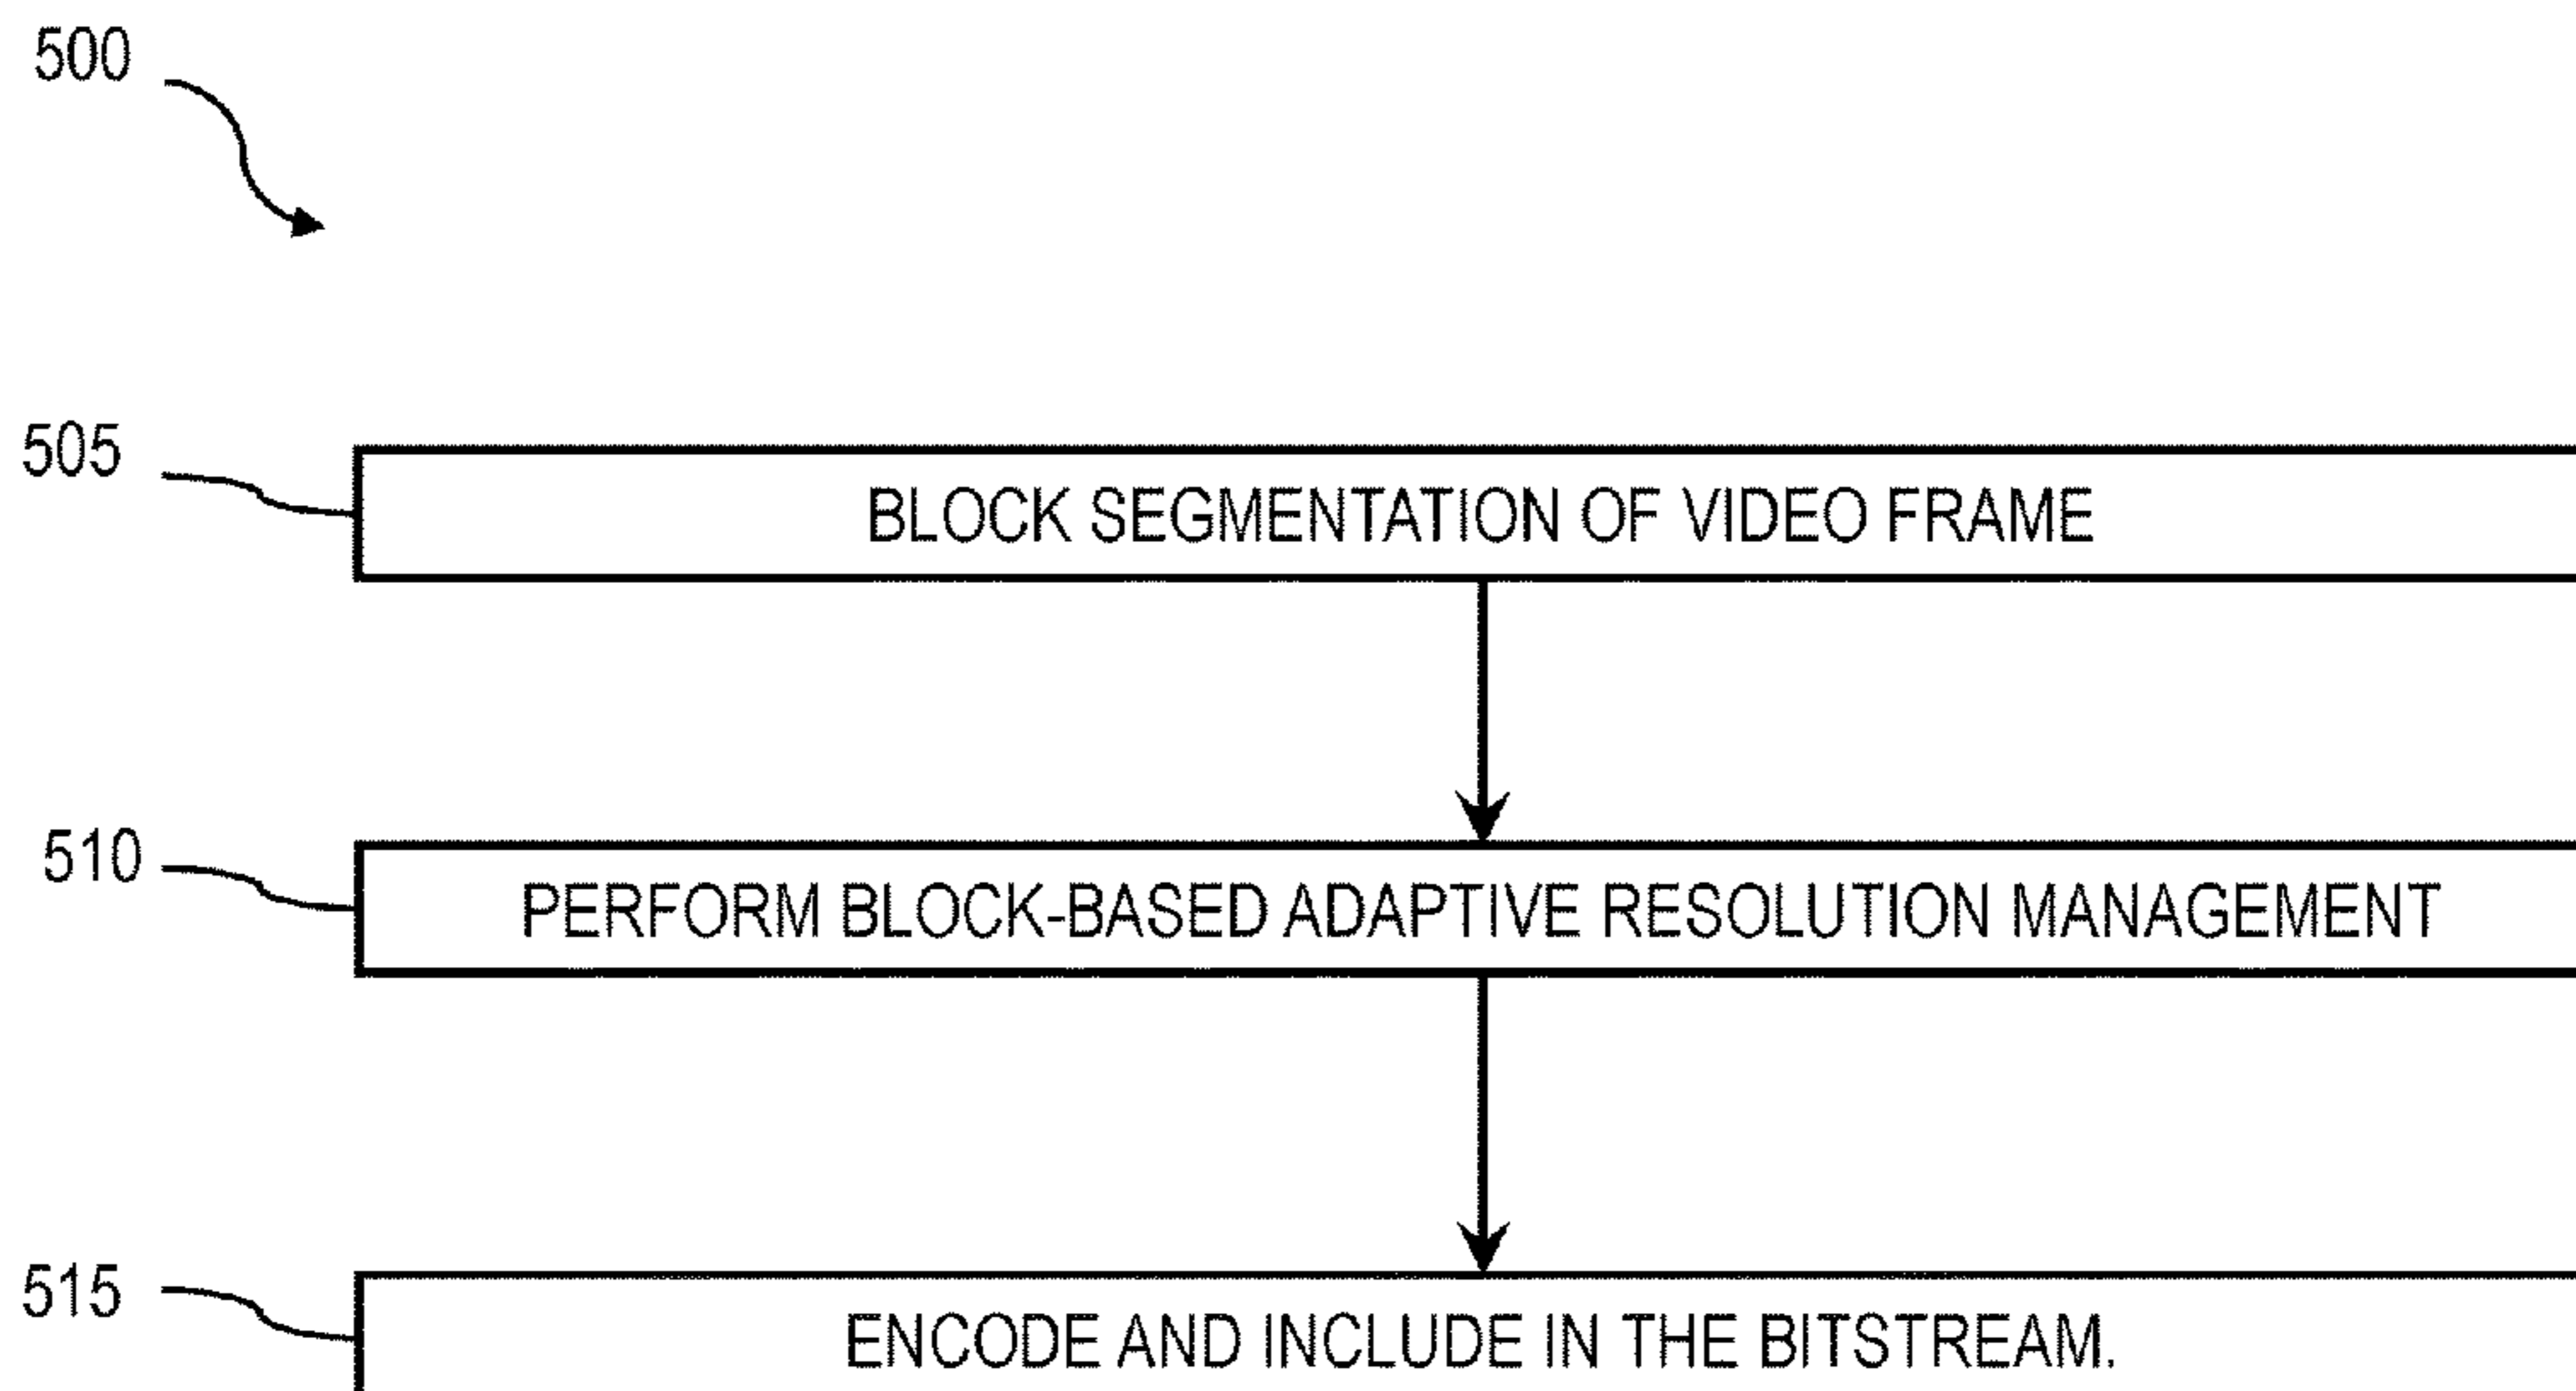 500
505
BLOCK SEGMENTATION OF VIDEO FRAME
510
PERFORM BLOCK-BASED ADAPTIVE RESOLUTION MANAGEMENT
515
ENCODE AND INCLUDE IN THE BITSTREAM.